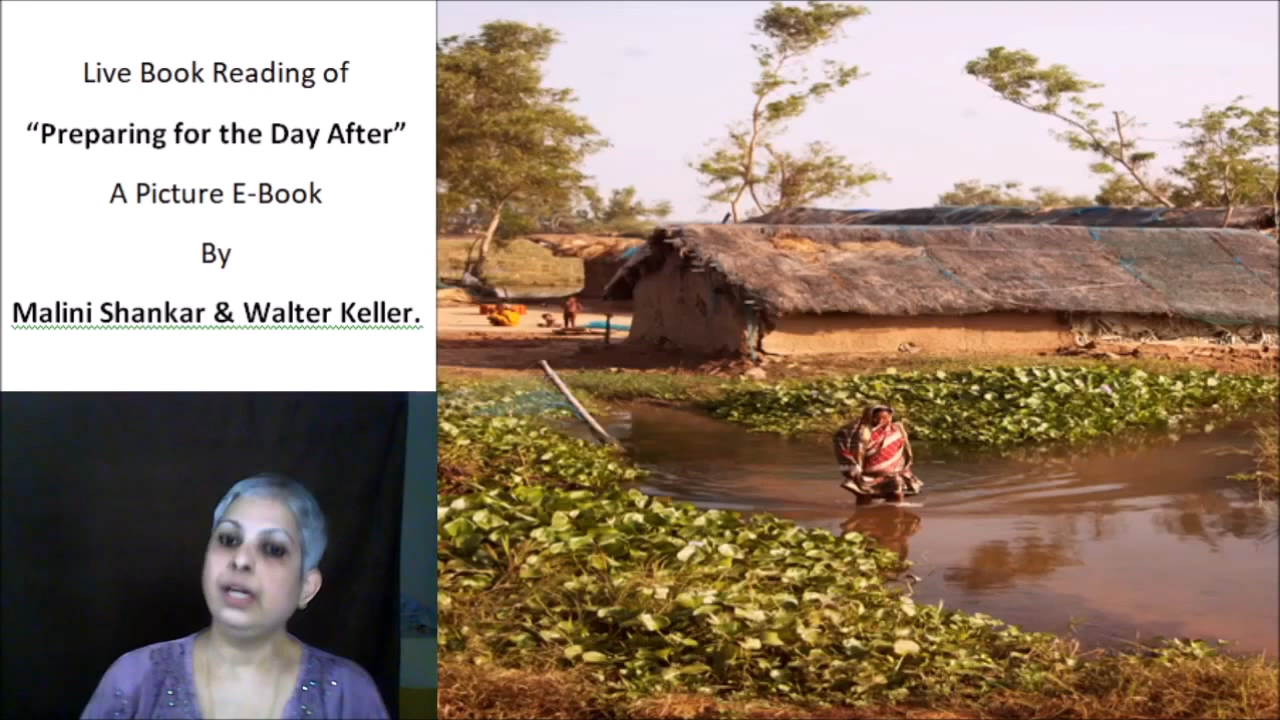 Live Book Reading of
“Preparing for the Day After”
A Picture E-Book
By
Malini Shankar & Walter Keller.